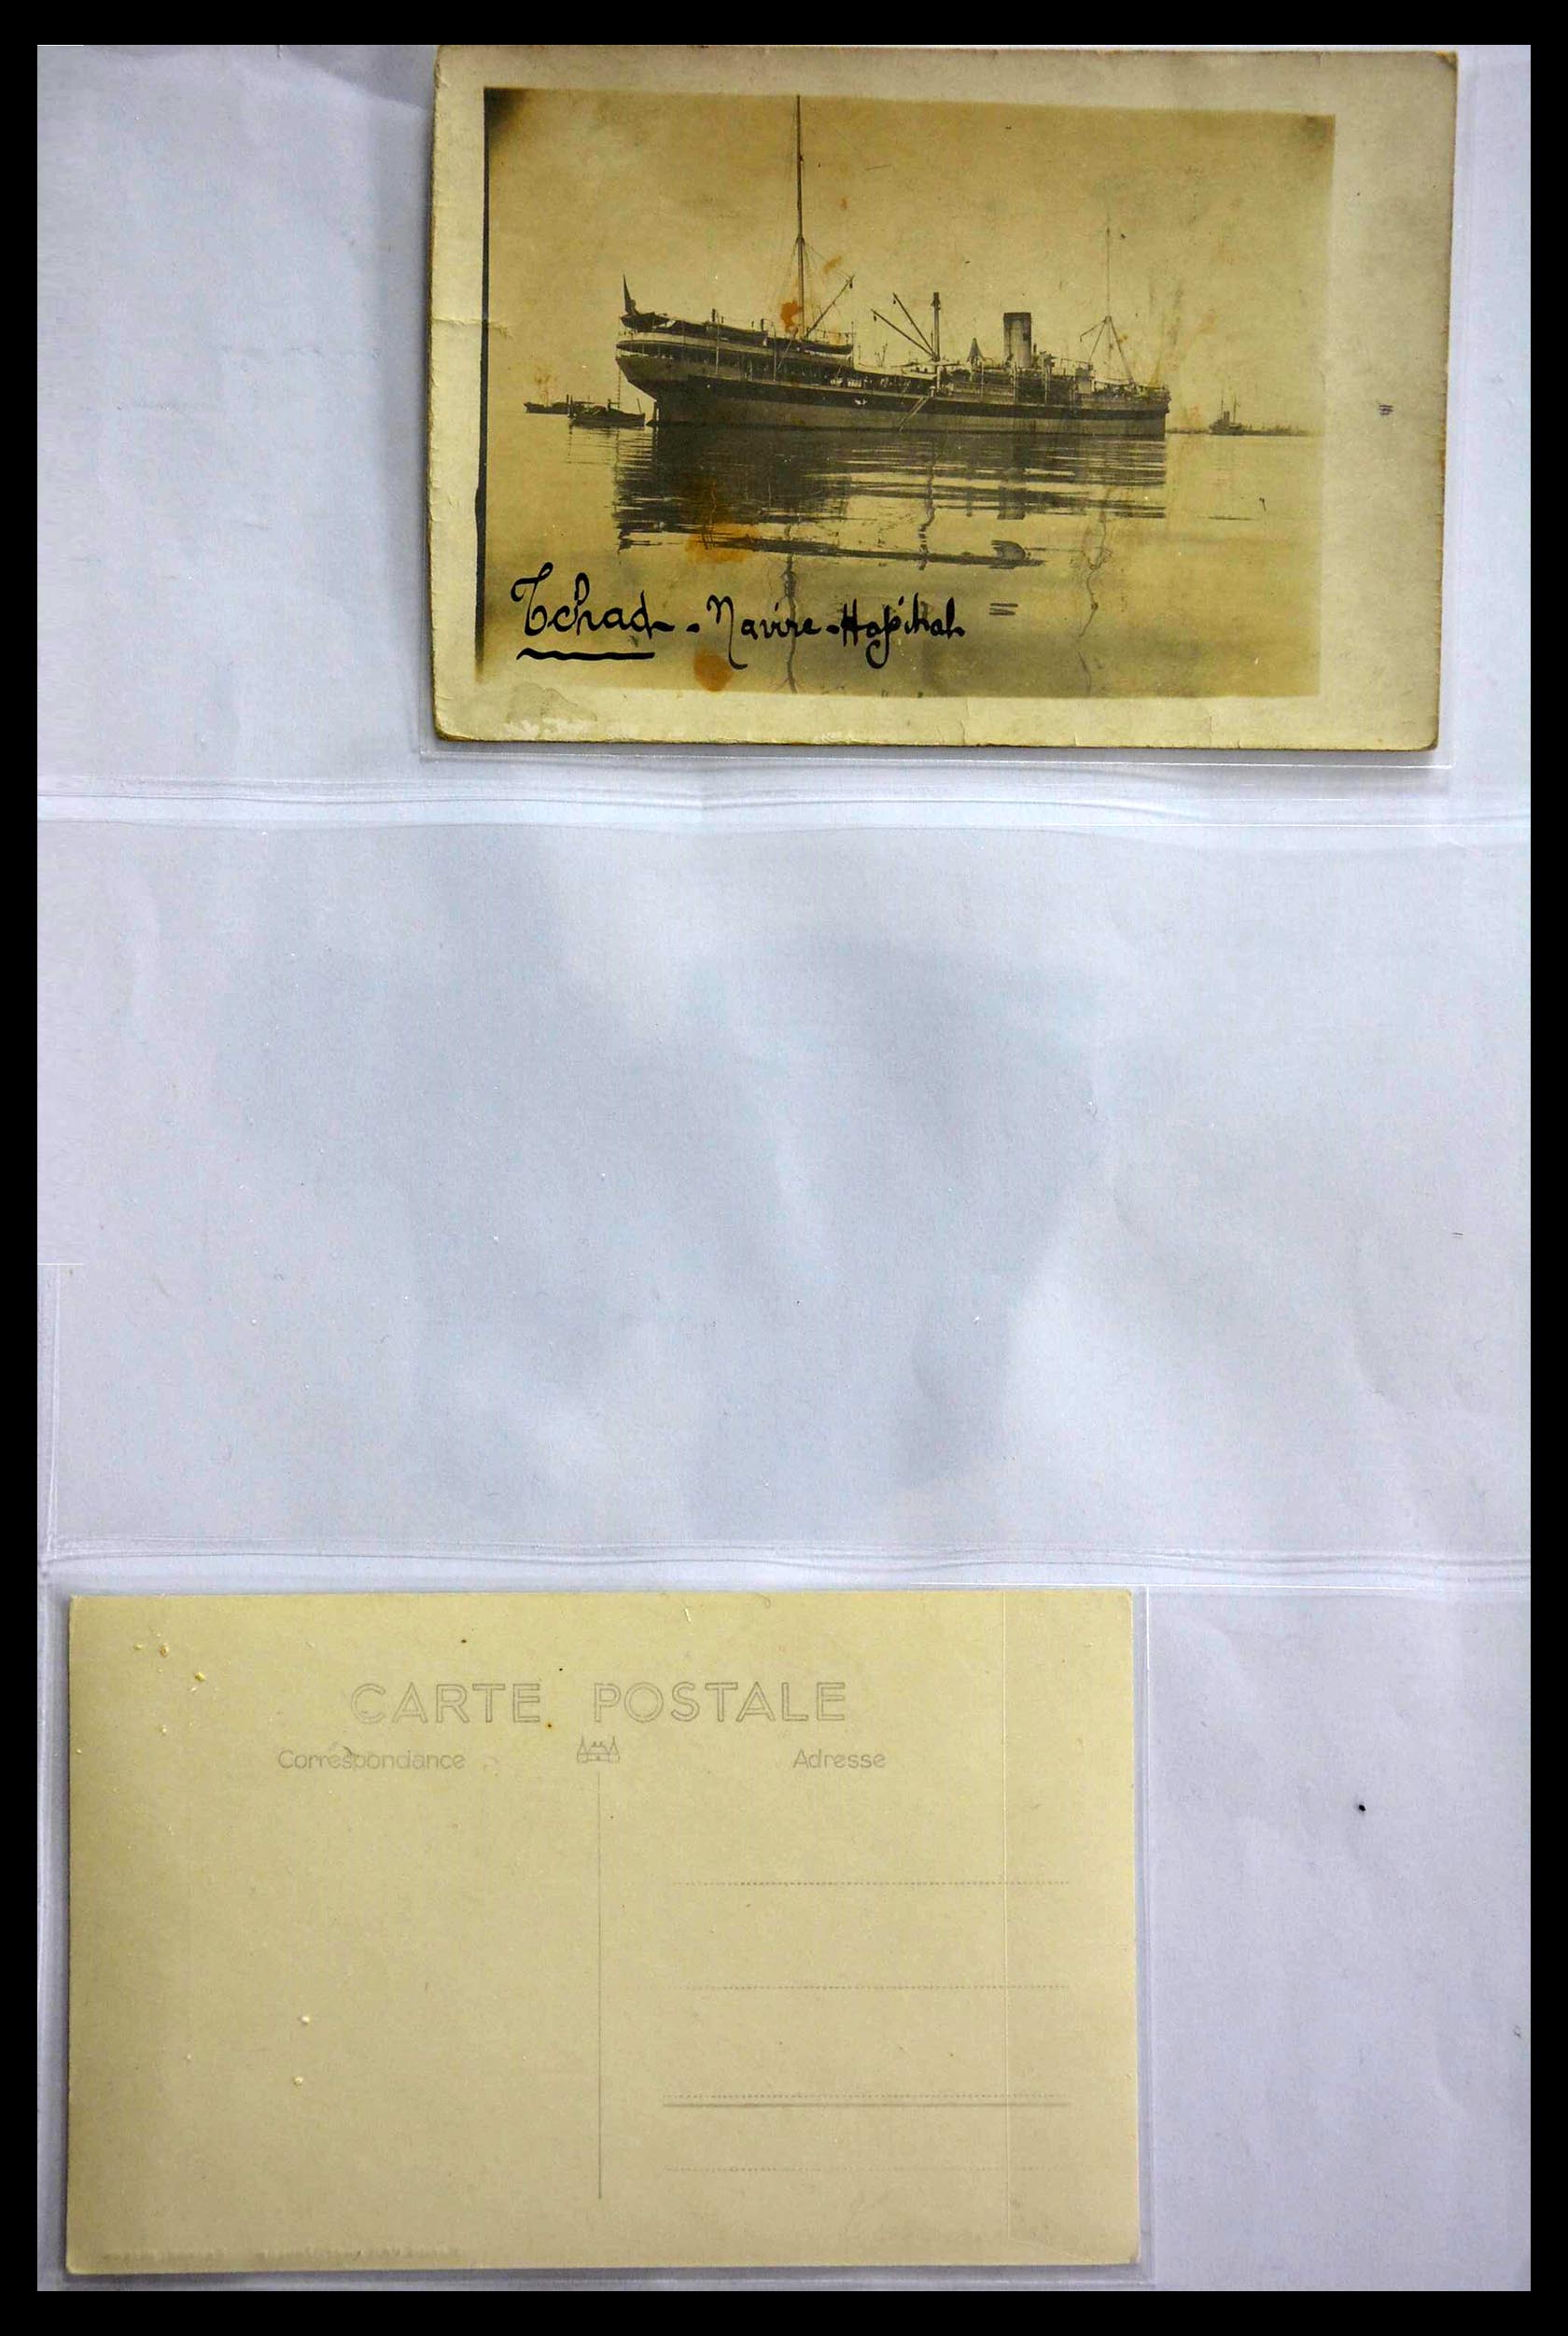 Tchad - Navire - Hopital =
CARTE POSTALE
Correspondance Adresse